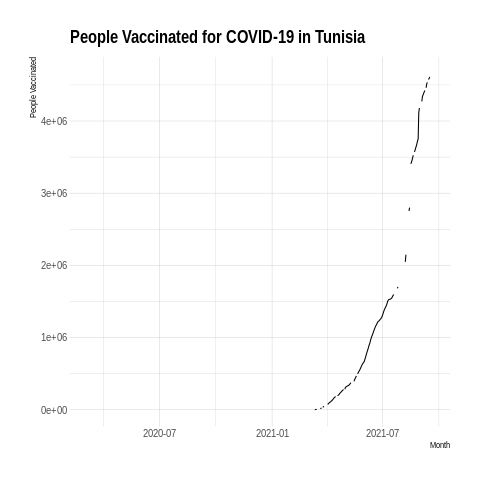 People Vaccinated for COVID-19 in Tunisia
People Vaccinated
4e+06
3e+06
2e+06
1e+06
0e+00
2020-07 2021-01 2021-07
Month